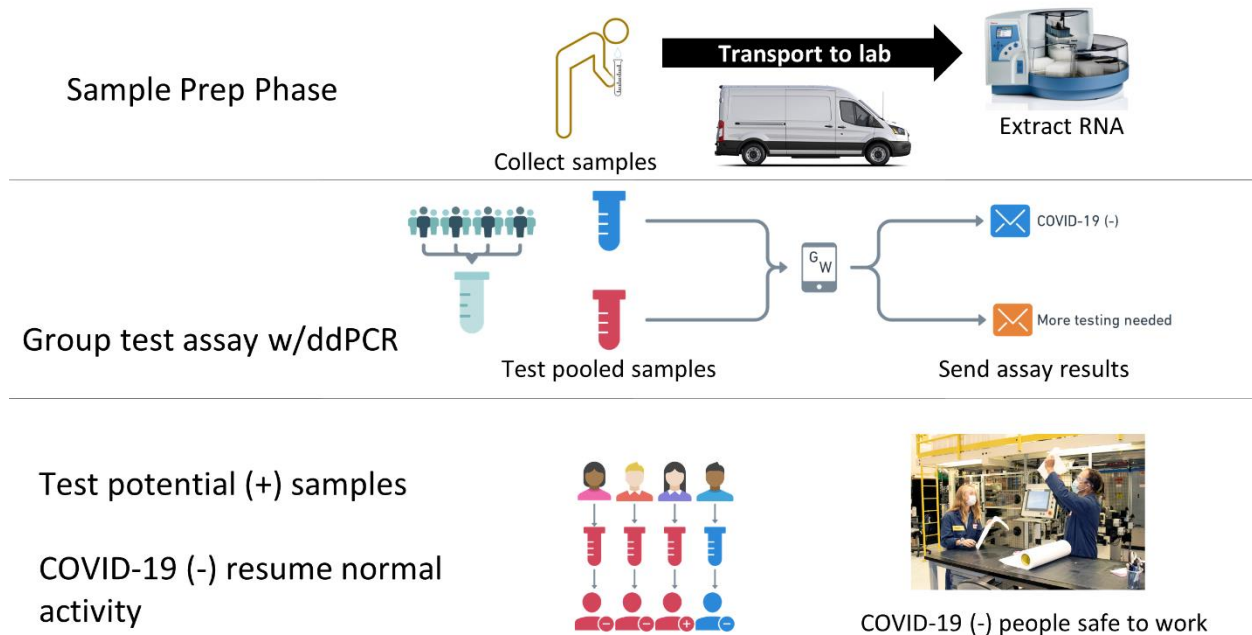 Sample Prep Phase
Collect samples
Transport to lab
Extract RNA
Group test assay w/ddPCR
Test pooled samples
G
W
COVID-19 (-)
More testing needed
Send assay results
Test potential (+) samples
COVID-19 (-) resume normal
activity
- - + -
COVID-19 (-) people safe to work